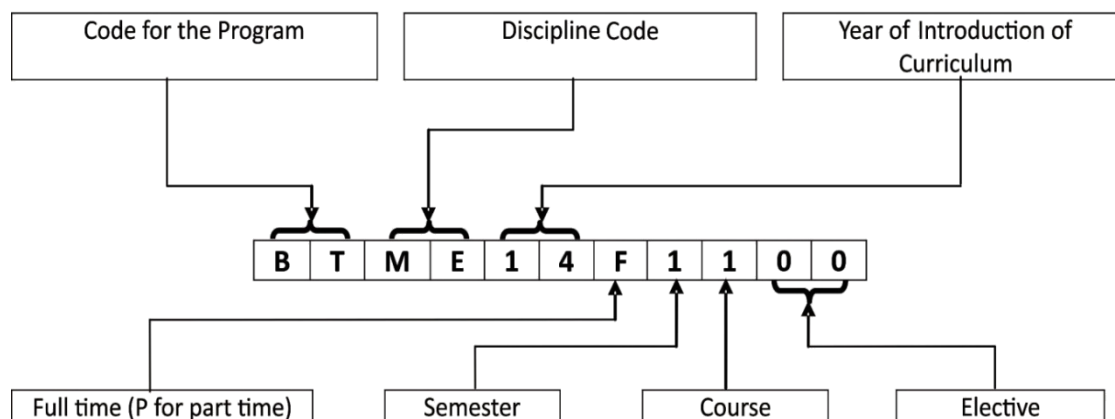 Code for the Program
Discipline Code
Year of Introduction of
Curriculum
B T M E 1 4 F 1 1 0 0
Full time (P for part time)
Semester
Course
Elective